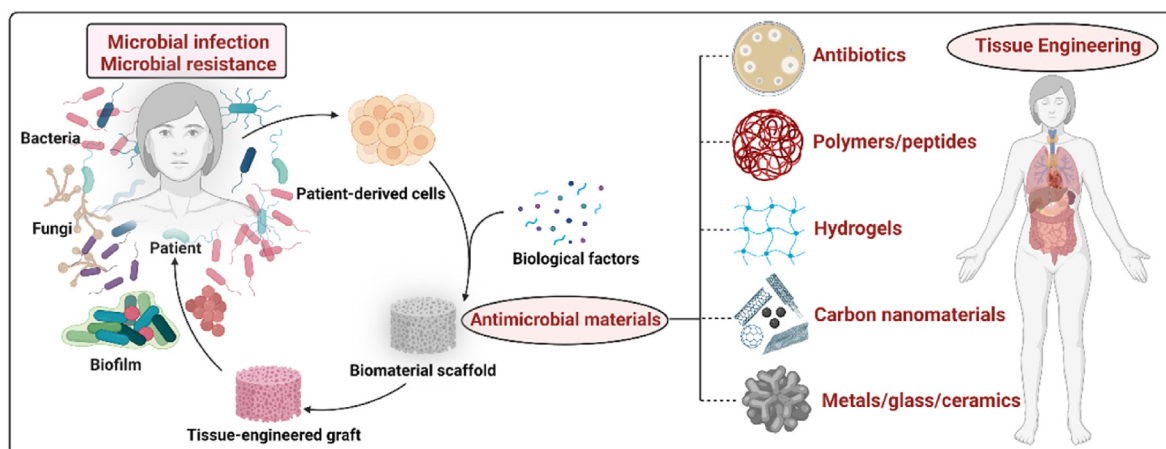 Microbial infection
Microbial resistance
Bacteria
Fungi
Patient
Biofilm
Patient-derived cells
Biological factors
Biomaterial scaffold
Tissue-engineered graft
Antimicrobial materials
Antibiotics
Polymers/peptides
Hydrogels
Carbon nanomaterials
Metals/glass/ceramics
Tissue Engineering